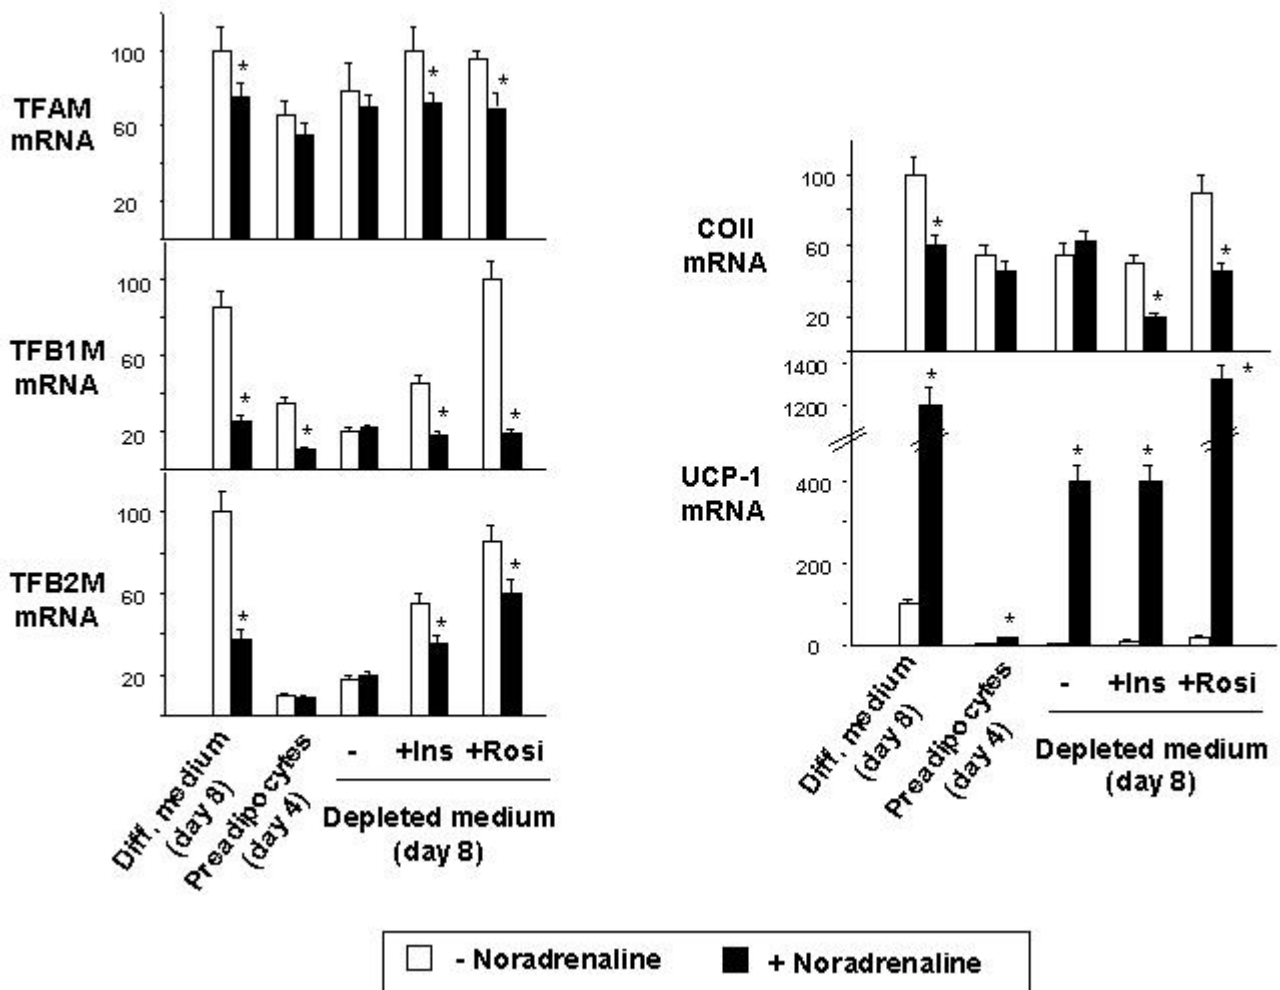 TFAM
mRNA
100
60
20
TFB1M
mRNA
100
60
20
TFB2M
mRNA
100
60
20
* * *
* * * *
* * *
Diff. medium
(day 8)
Preadipocytes
(day 4)
- +Ins +Rosi
Depleted medium
(day 8)
COII
mRNA
100
60
20
* * *
UCP-1
mRNA
1400
1200
400
200
0
* * * * *
Diff. medium
(day 8)
Preadipocytes
(day 4)
- +Ins +Rosi
Depleted medium
(day 8)
- Noradrenaline + Noradrenaline